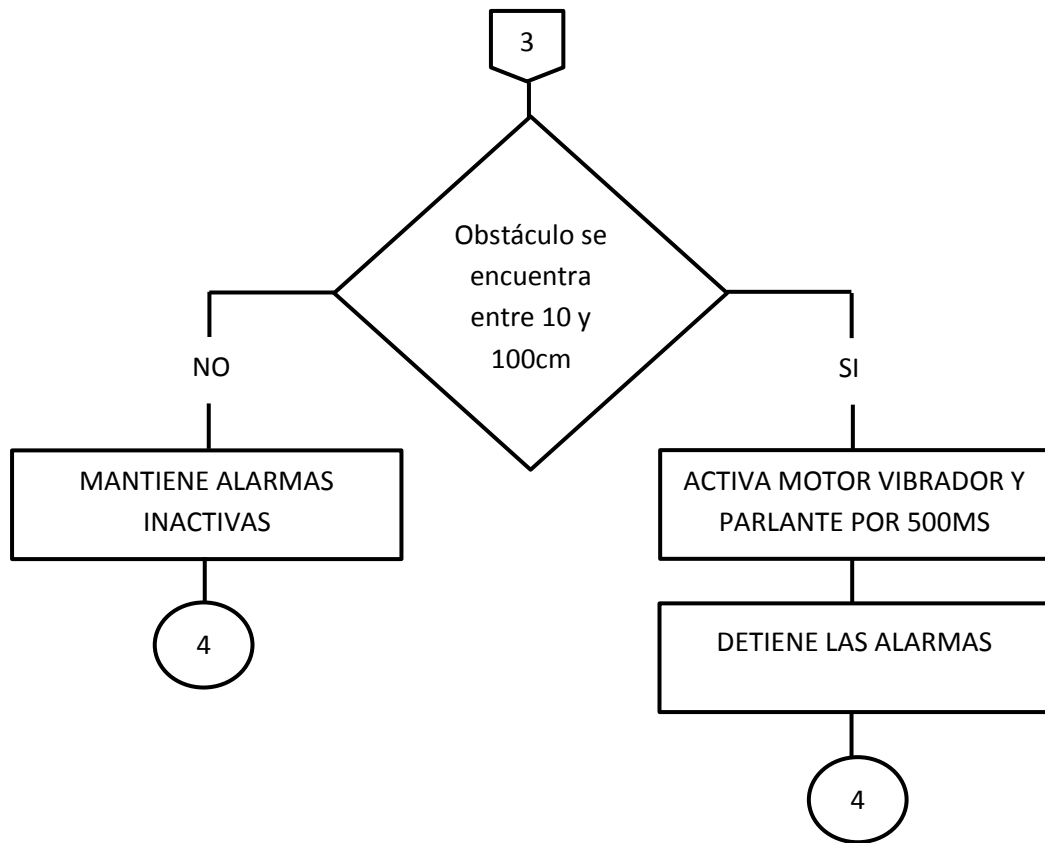 3
Obstáculo se
encuentra
entre 10 y
100cm
NO
SI
MANTIENE ALARMAS
INACTIVAS
ACTIVA MOTOR VIBRADOR Y
PARLANTE POR 500MS
4
DETIENE LAS ALARMAS
4